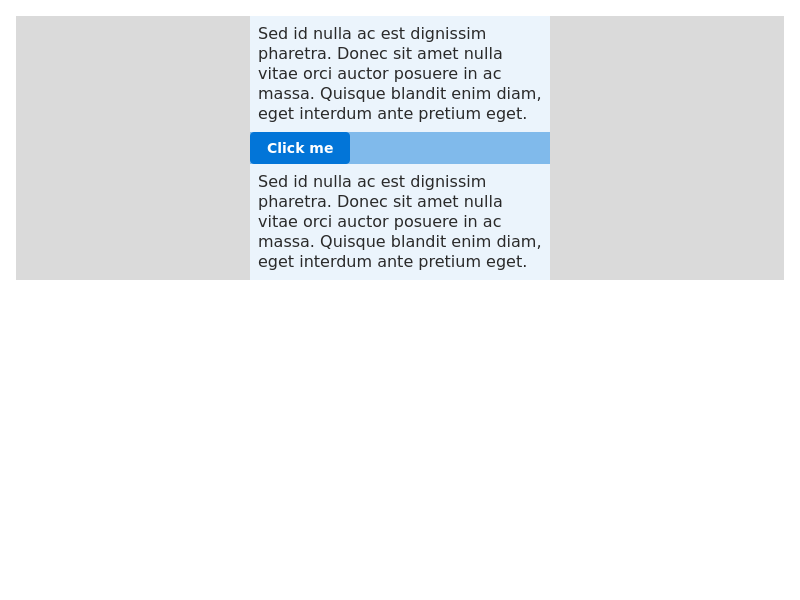 Sed id nulla ac est dignissim
pharetra. Donec sit amet nulla
vitae orci auctor posuere in ac
massa. Quisque blandit enim diam,
eget interdum ante pretium eget.
Click me
Sed id nulla ac est dignissim
pharetra. Donec sit amet nulla
vitae orci auctor posuere in ac
massa. Quisque blandit enim diam,
eget interdum ante pretium eget.